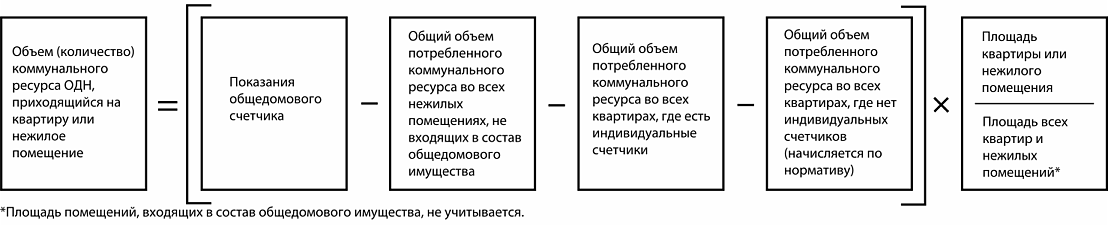 Объем (количество)
коммунального
ресурса ОДН,
приходящийся на
квартиру или
нежилое
помещение
=
Показания
общедомового
счетчика
–
Общий объем
потребленного
коммунального
ресурса во всех
нежилых
помещениях, не
входящих в состав
общедомового
имущества
–
Общий объем
потребленного
коммунального
ресурса во всех
квартирах, где есть
индивидуальные
счетчики
–
Общий объем
потребленного
коммунального
ресурса во всех
квартирах, где нет
индивидуальных
счетчиков
(начисляется по
нормативу)
×
Площадь
квартиры или
нежилого
помещения
Площадь всех
квартир и
нежилых
помещений*
*Площадь помещений, входящих в состав общедомового имущества, не учитывается.